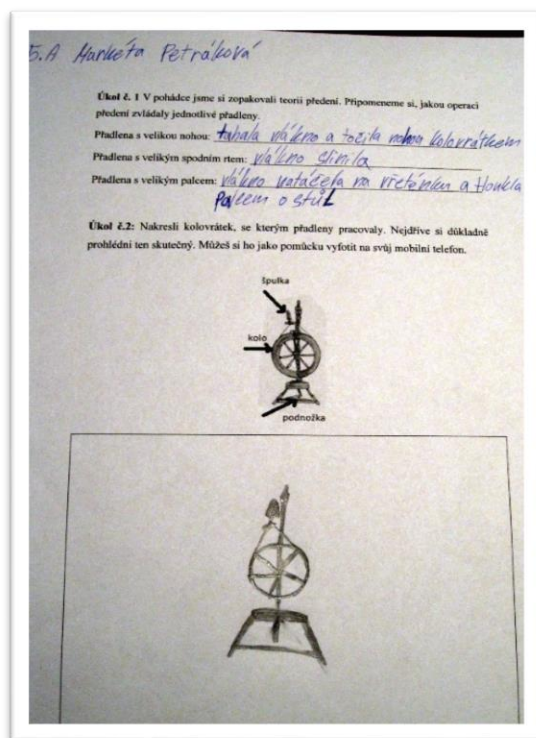 5.A Markéta Petráková
Úkol č. 1 V pohádce jsme si zopakovali teorii předení. Připomeneme si, jakou operaci
předení zvládaly jednotlivé přadleny.
Přadlena s velikou nohou: tahala vlákno a točila nohou kolovrátkem
Přadlena s velikým spodním rtem: vlákno slinila
Přadlena s velikým palcem: vlákno natáčela na vřeténku a tloukla
palcem o stůl
Úkol č.2: Nakresli kolovrátek, se kterým přadleny pracovaly. Nejdříve si důkladně
prohlédni ten skutečný. Můžeš si ho jako pomůcku vyfotit na svůj mobilní telefon.
špulka
kolo
podnožka